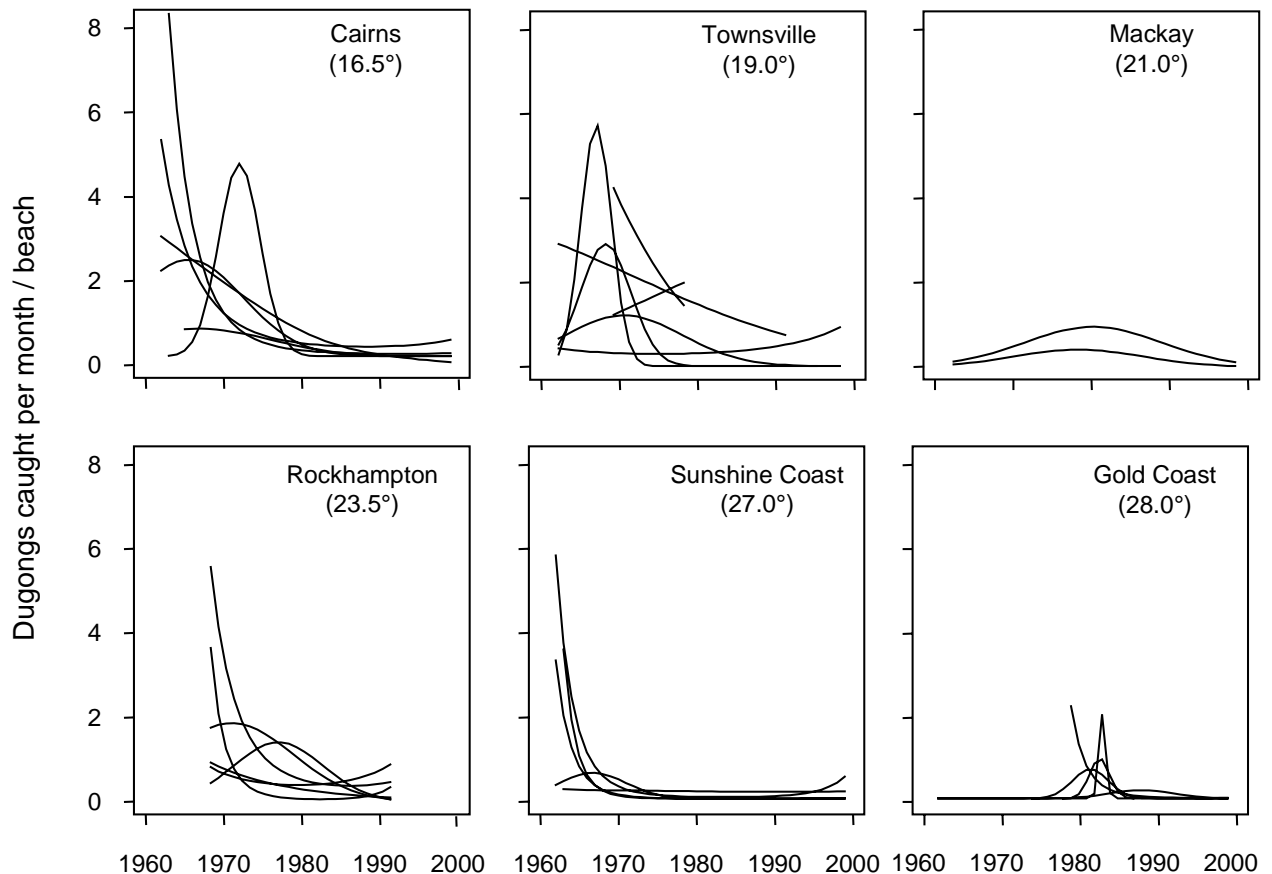 Dugongs caught per month / beach
8
6
4
2
0
Cairns
(16.5°)
Townsville
(19.0°)
Mackay
(21.0°)
8
6
4
2
0
Rockhampton
(23.5°)
Sunshine Coast
(27.0°)
Gold Coast
(28.0°)
1960 1970 1980 1990 2000 1960 1970 1980 1990 2000 1960 1970 1980 1990 2000